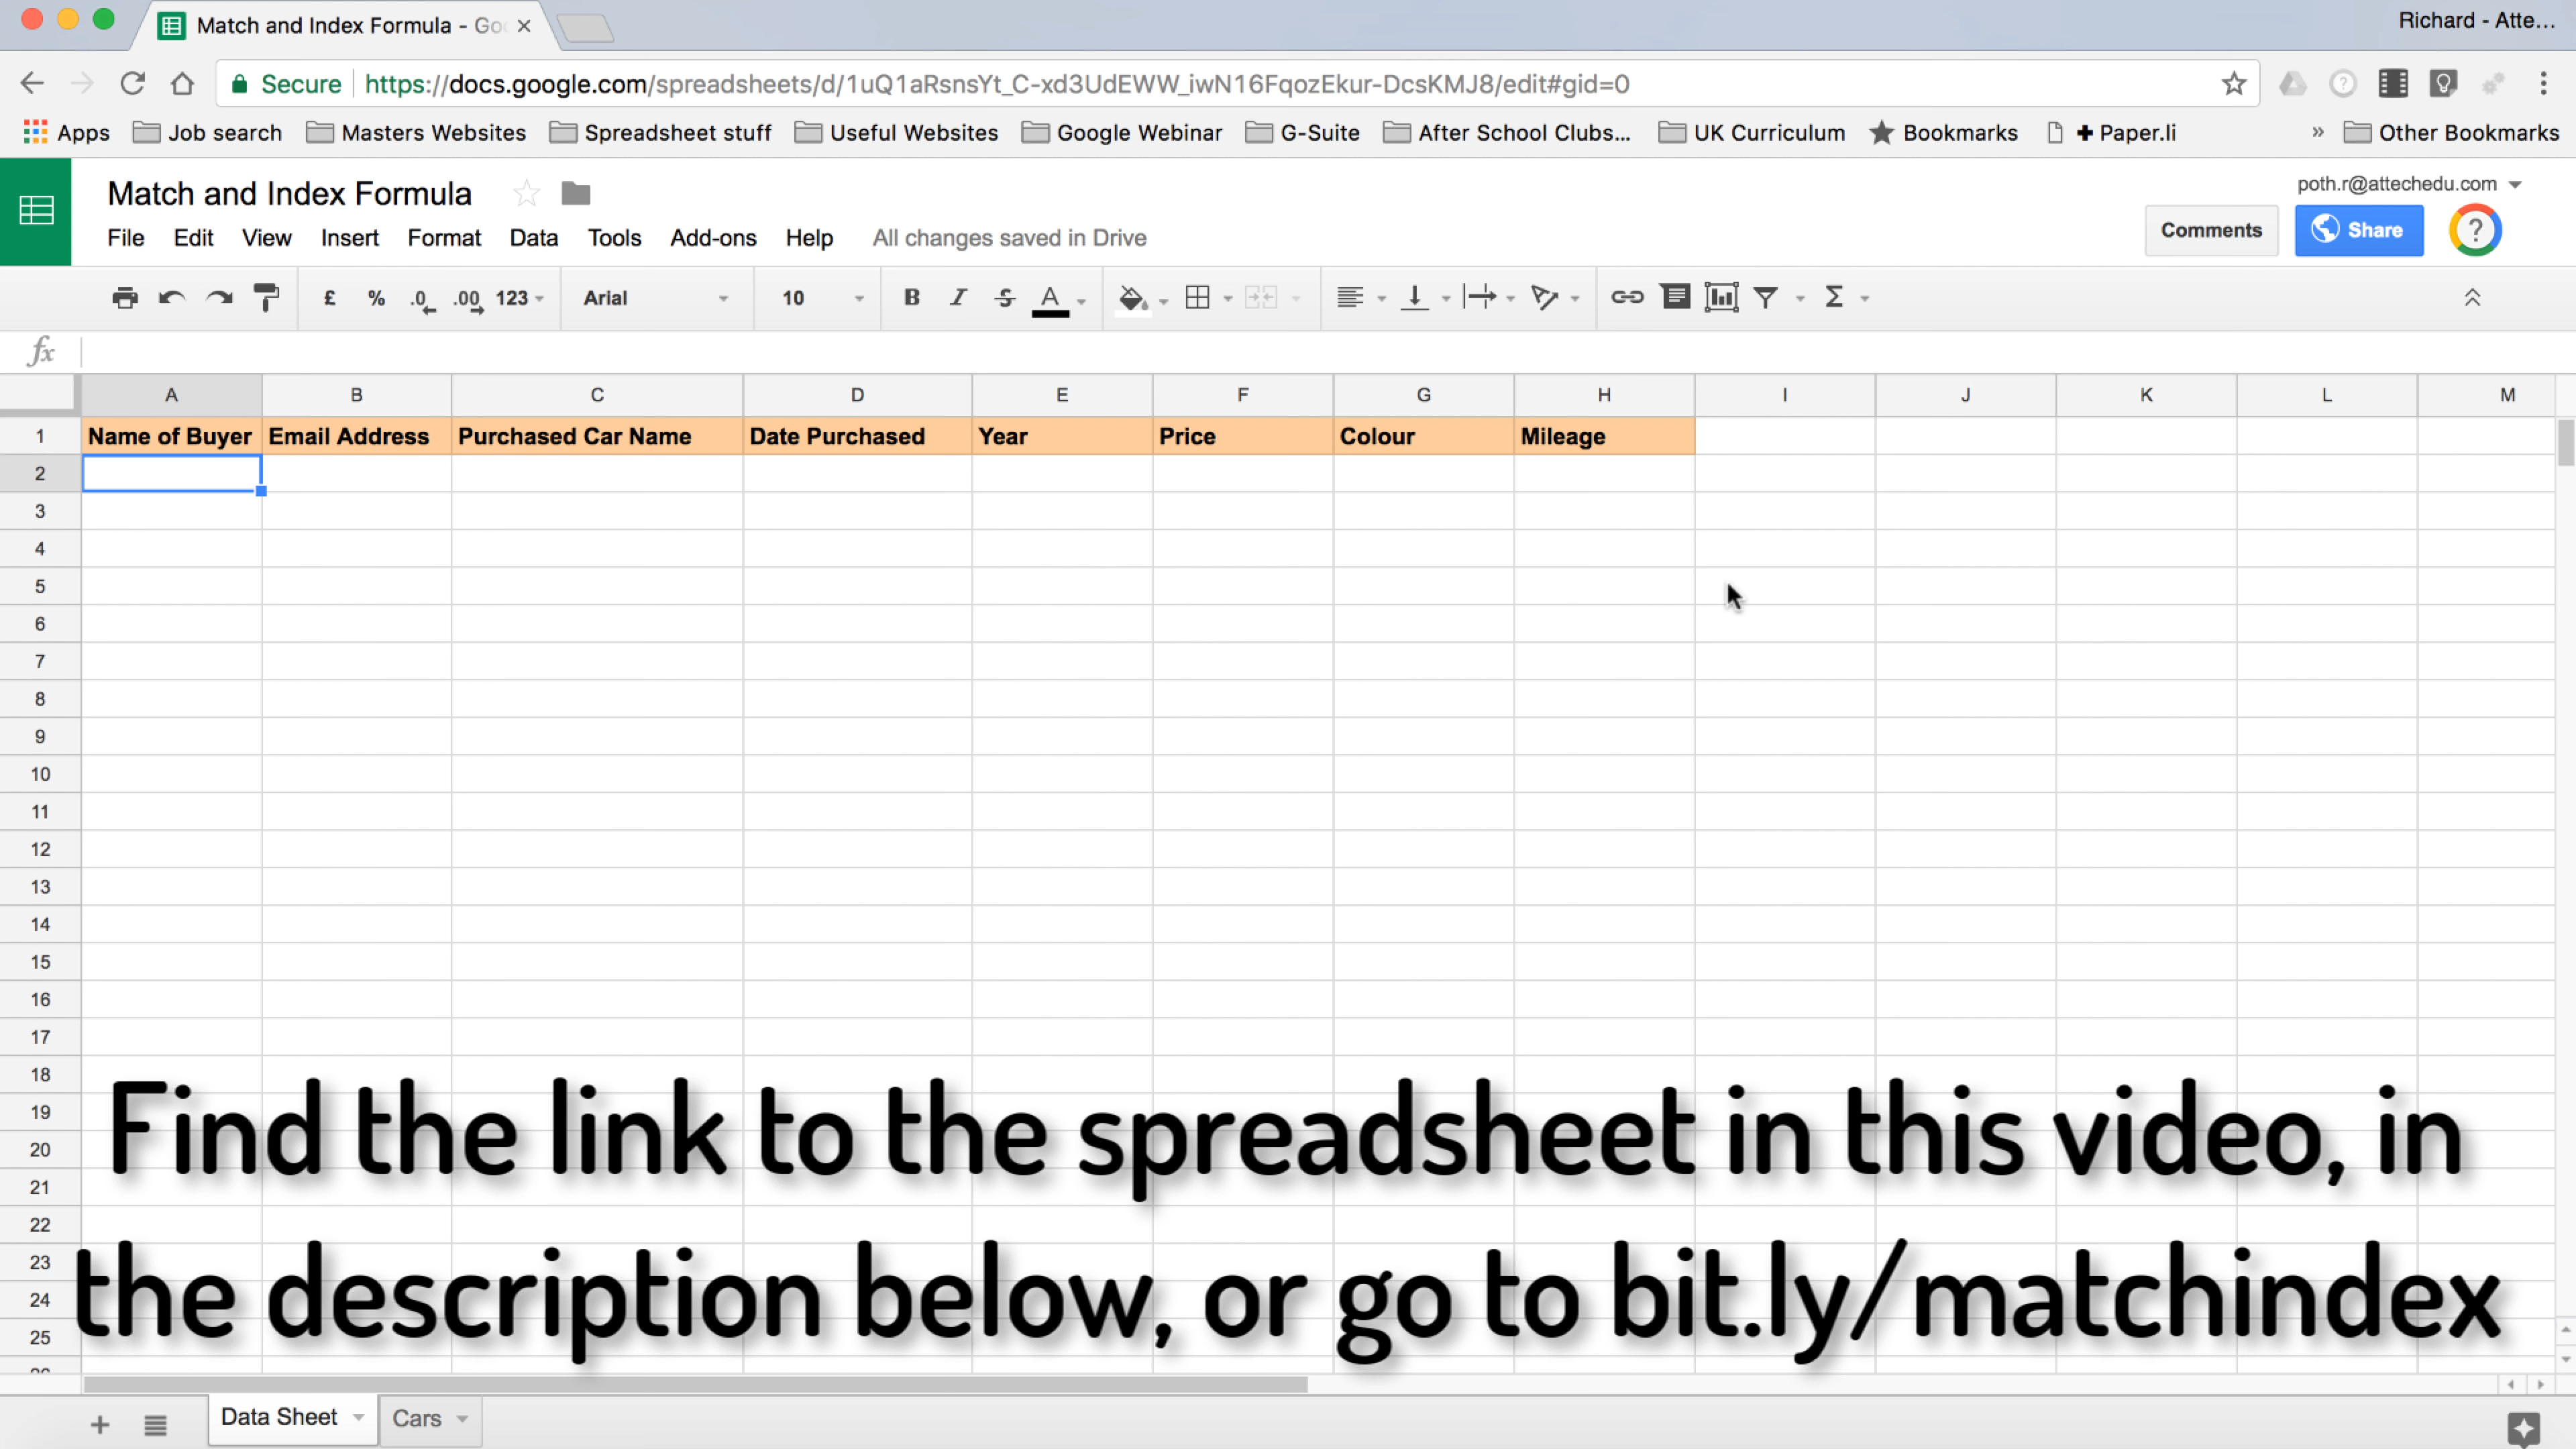 Match and Index Formula - Goo
Richard - Atte...
Secure https://docs.google.com/spreadsheets/d/1uQ1aRsnsYt_C-xd3UdEWW_iwN16FqozEkur-DcsKMJ8/edit#gid=0
Apps Job search Masters Websites Spreadsheet stuff Useful Websites Google Webinar G-Suite After School Clubs... UK Curriculum Bookmarks + Paper.li » Other Bookmarks
Match and Index Formula
poth.r@attechedu.com
File Edit View Insert Format Data Tools Add-ons Help All changes saved in Drive
Comments Share ?
£ % .0 .00 123 Arial 10 B I S A Σ
fx
A B C D E F G H I J K L M
1 Name of Buyer Email Address Purchased Car Name Date Purchased Year Price Colour Mileage
2
3
4
5
6
7
8
9
10
11
12
13
14
15
16
17
18
19
20
21
22
23
24
25
26
Find the link to the spreadsheet in this video, in
the description below, or go to bit.ly/matchindex
+ Data Sheet Cars